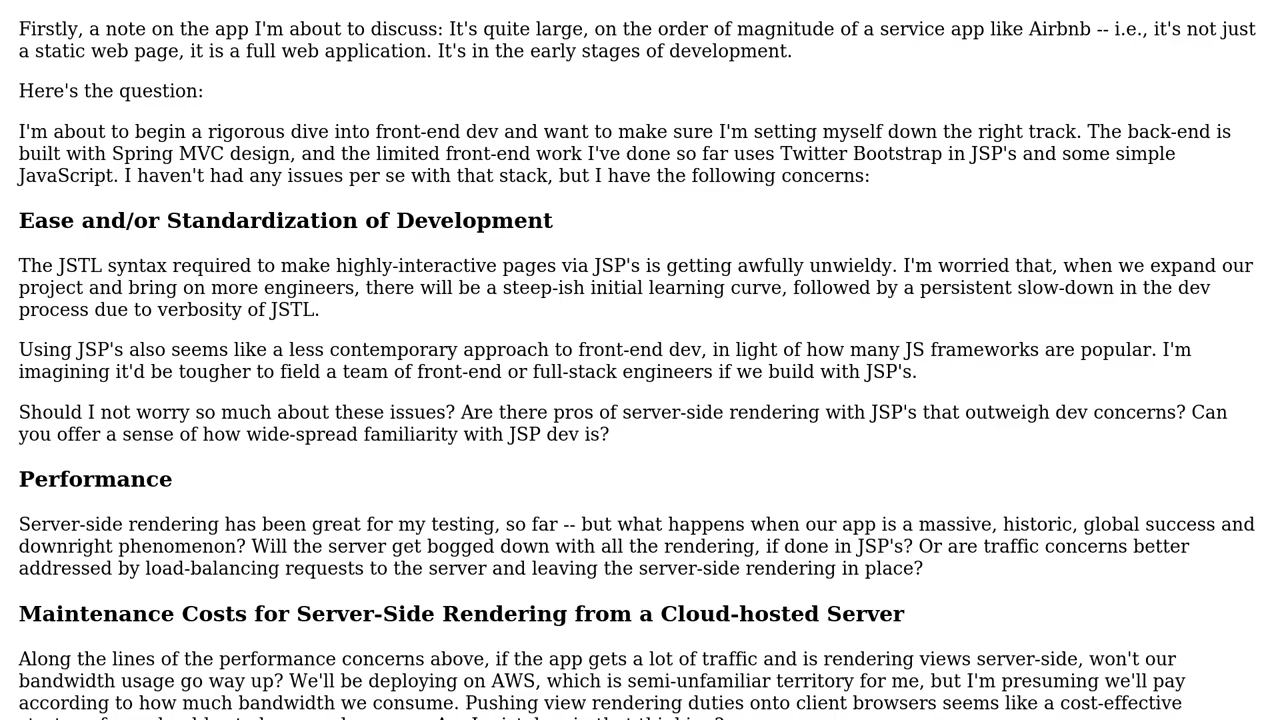 Firstly, a note on the app I'm about to discuss: It's quite large, on the order of magnitude of a service app like Airbnb -- i.e., it's not just
a static web page, it is a full web application. It's in the early stages of development.
Here's the question:
I'm about to begin a rigorous dive into front-end dev and want to make sure I'm setting myself down the right track. The back-end is
built with Spring MVC design, and the limited front-end work I've done so far uses Twitter Bootstrap in JSP's and some simple
JavaScript. I haven't had any issues per se with that stack, but I have the following concerns:
Ease and/or Standardization of Development
The JSTL syntax required to make highly-interactive pages via JSP's is getting awfully unwieldy. I'm worried that, when we expand our
project and bring on more engineers, there will be a steep-ish initial learning curve, followed by a persistent slow-down in the dev
process due to verbosity of JSTL.
Using JSP's also seems like a less contemporary approach to front-end dev, in light of how many JS frameworks are popular. I'm
imagining it'd be tougher to field a team of front-end or full-stack engineers if we build with JSP's.
Should I not worry so much about these issues? Are there pros of server-side rendering with JSP's that outweigh dev concerns? Can
you offer a sense of how wide-spread familiarity with JSP dev is?
Performance
Server-side rendering has been great for my testing, so far -- but what happens when our app is a massive, historic, global success and
downright phenomenon? Will the server get bogged down with all the rendering, if done in JSP's? Or are traffic concerns better
addressed by load-balancing requests to the server and leaving the server-side rendering in place?
Maintenance Costs for Server-Side Rendering from a Cloud-hosted Server
Along the lines of the performance concerns above, if the app gets a lot of traffic and is rendering views server-side, won't our
bandwidth usage go way up? We'll be deploying on AWS, which is semi-unfamiliar territory for me, but I'm presuming we'll pay
according to how much bandwidth we consume. Pushing view rendering duties onto client browsers seems like a cost-effective